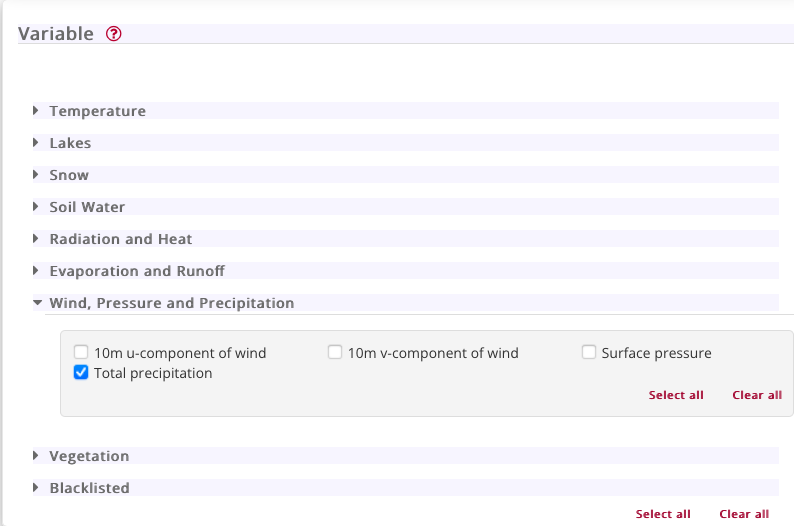 Variable ?
Temperature
Lakes
Snow
Soil Water
Radiation and Heat
Evaporation and Runoff
Wind, Pressure and Precipitation
10m u-component of wind 10m v-component of wind Surface pressure
Total precipitation
Select all Clear all
Vegetation
Blacklisted
Select all Clear all